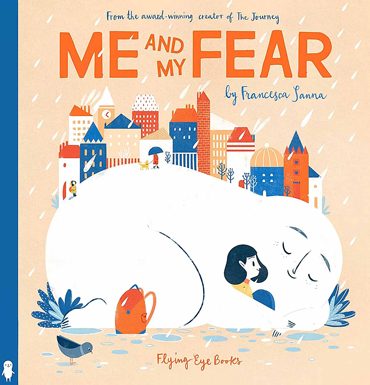 From the award-winning creator of The Journey
ME AND MY FEAR
by Francesca Sanna
Flying Eye Books